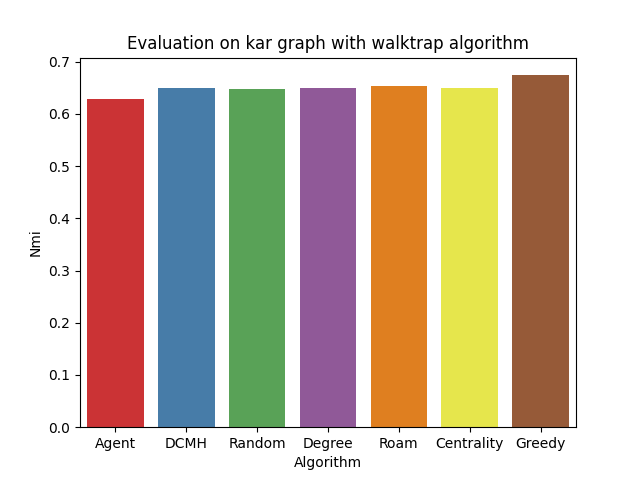 Evaluation on kar graph with walktrap algorithm
Nmi
0.7
0.6
0.5
0.4
0.3
0.2
0.1
0.0
Agent DCMH Random Degree Roam Centrality Greedy
Algorithm